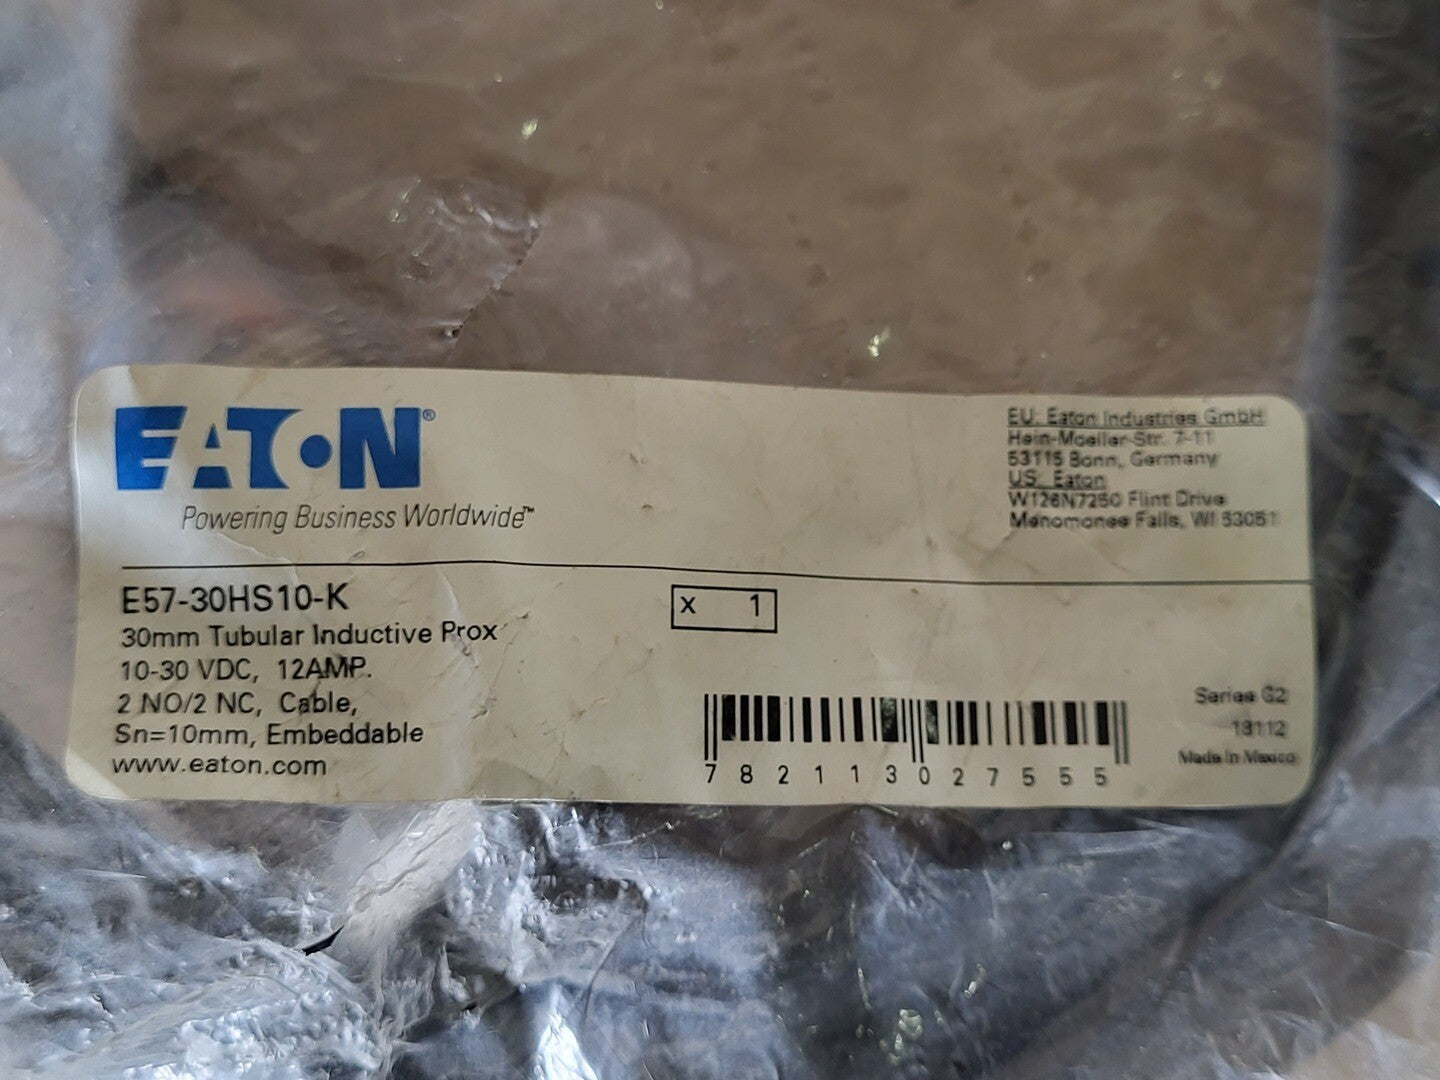 EATON®
Powering Business Worldwide™
EU: Eaton Industries GmbH
Hein-Moeller-Str. 7-11
53115 Bonn, Germany
US: Eaton
W126N7250 Flint Drive
Menomonee Falls, WI 53051
E57-30HS10-K
30mm Tubular Inductive Prox
10-30 VDC, 12AMP.
2 NO/2 NC, Cable,
Sn=10mm, Embeddable
www.eaton.com
x 1
7 8 2 1 1 3 0 2 7 5 5 5
Series G2
18112
Made In Mexico